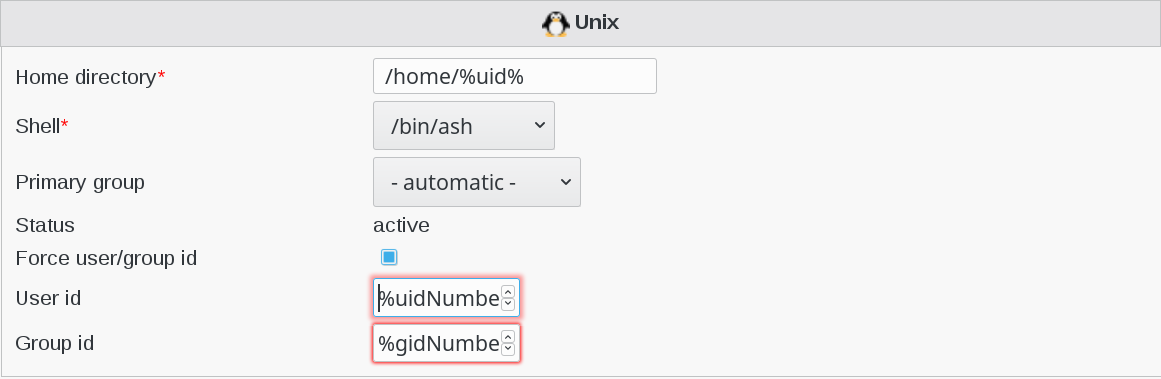 Unix
Home directory* /home/%uid%
Shell* /bin/ash
Primary group - automatic -
Status active
Force user/group id
User id %uidNumbe
Group id %gidNumbe